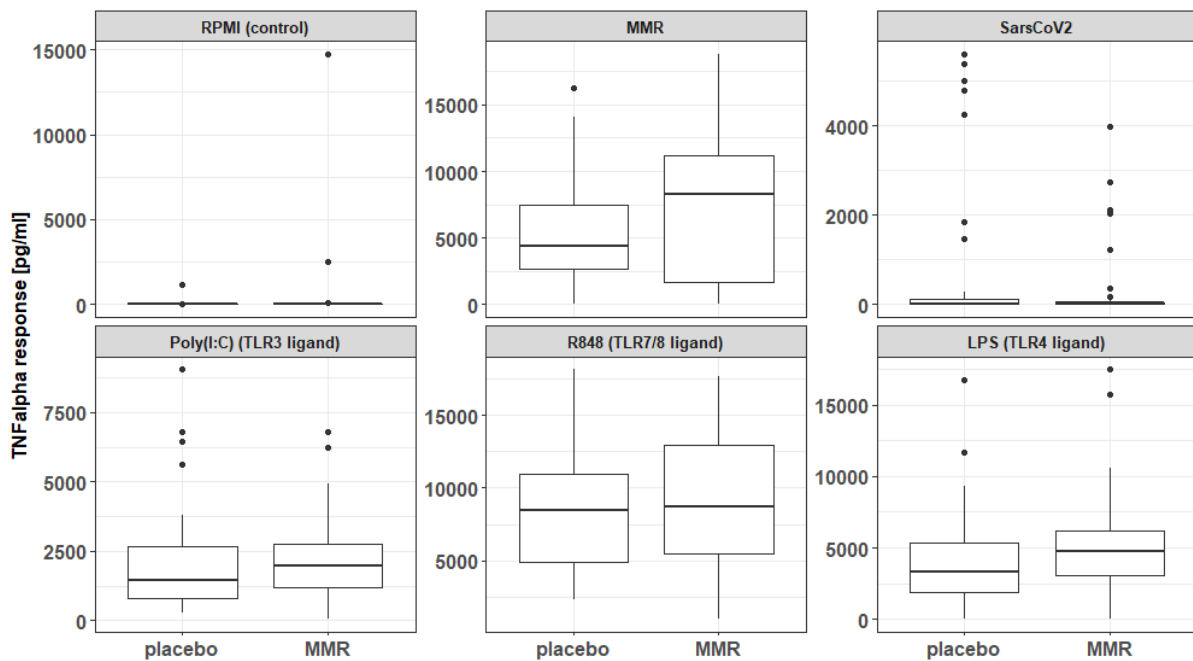 RPMI (control)
MMR
SarsCoV2
15000
10000
5000
0
15000
10000
5000
0
4000
2000
0
TNFalpha response [pg/ml]
Poly(I:C) (TLR3 ligand)
R848 (TLR7/8 ligand)
LPS (TLR4 ligand)
7500
5000
2500
0
15000
10000
5000
15000
10000
5000
0
placebo MMR
placebo MMR
placebo MMR